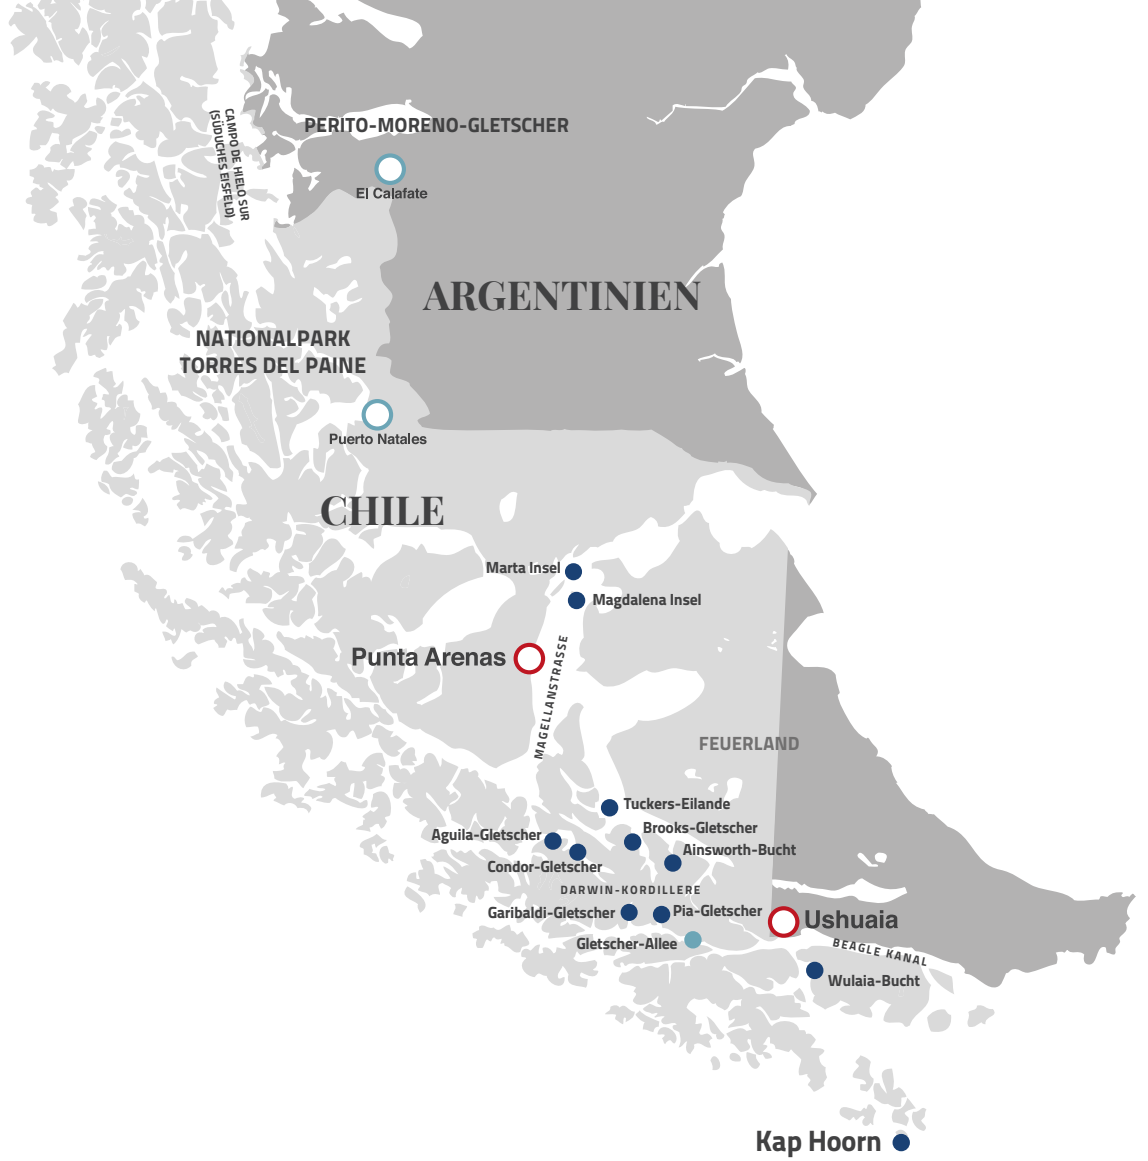 PERITO-MORENO-GLETSCHER
CAMPO DE HIELO SUR
(SÜDUCHES EISFELD)
El Calafate
ARGENTINIEN
NATIONALPARK
TORRES DEL PAINE
Puerto Natales
CHILE
Marta Insel
Magdalena Insel
Punta Arenas
MAGELLANSTRASSE
FEUERLAND
Tuckers-Eilande
Brooks-Gletscher
Aguila-Gletscher
Ainsworth-Bucht
Condor-Gletscher
DARWIN-KORDILLERE
Garibaldi-Gletscher
Pia-Gletscher
Ushuaia
Gletscher-Allee
BEAGLE KANAL
Wulaia-Bucht
Kap Hoorn